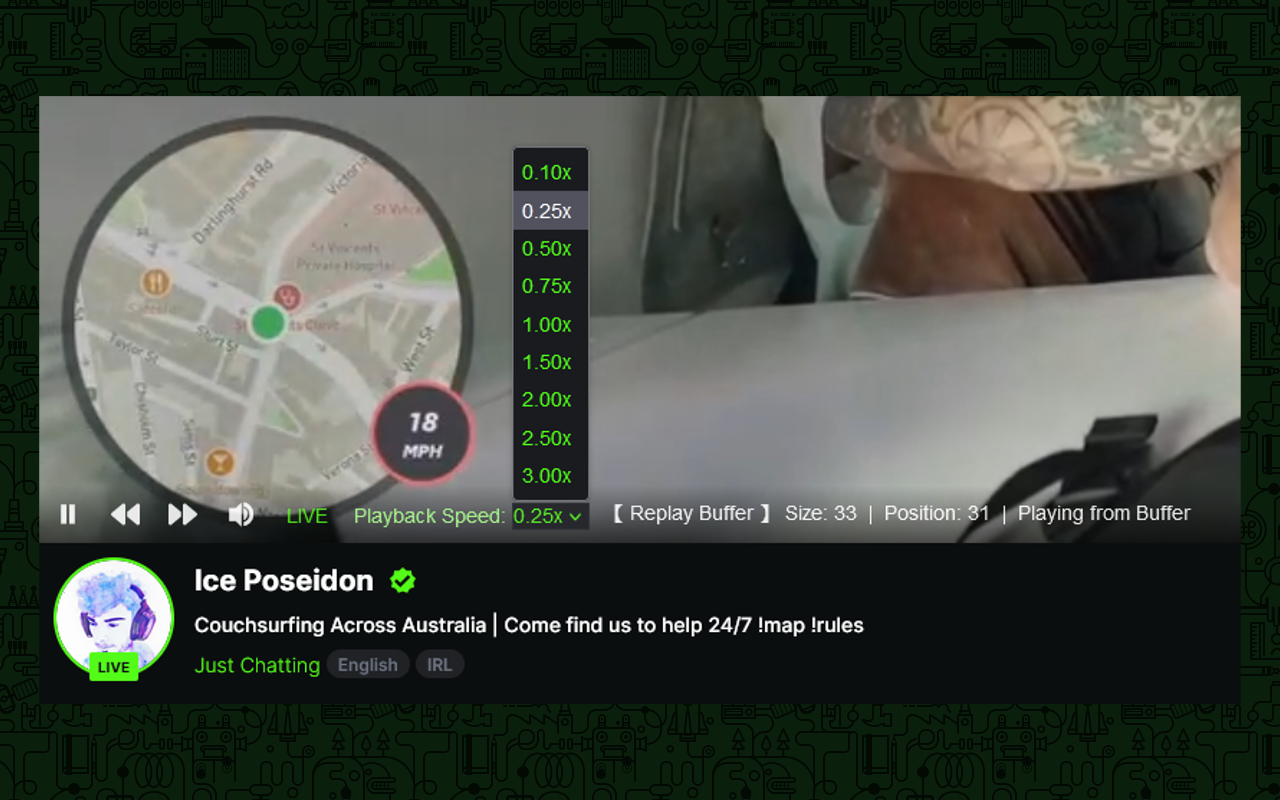 Darlinghurst Rd
Victoria
St Vincen
St Vincents
Private Hospital
Sturt St
West St
Taylor St
Chisholm St
Sims St
Verona St
18
MPH
0.10x
0.25x
0.50x
0.75x
1.00x
1.50x
2.00x
2.50x
3.00x
LIVE
Playback Speed: 0.25x
【 Replay Buffer 】 Size: 33 | Position: 31 | Playing from Buffer
Ice Poseidon
Couchsurfing Across Australia | Come find us to help 24/7 !map !rules
LIVE
Just Chatting English IRL